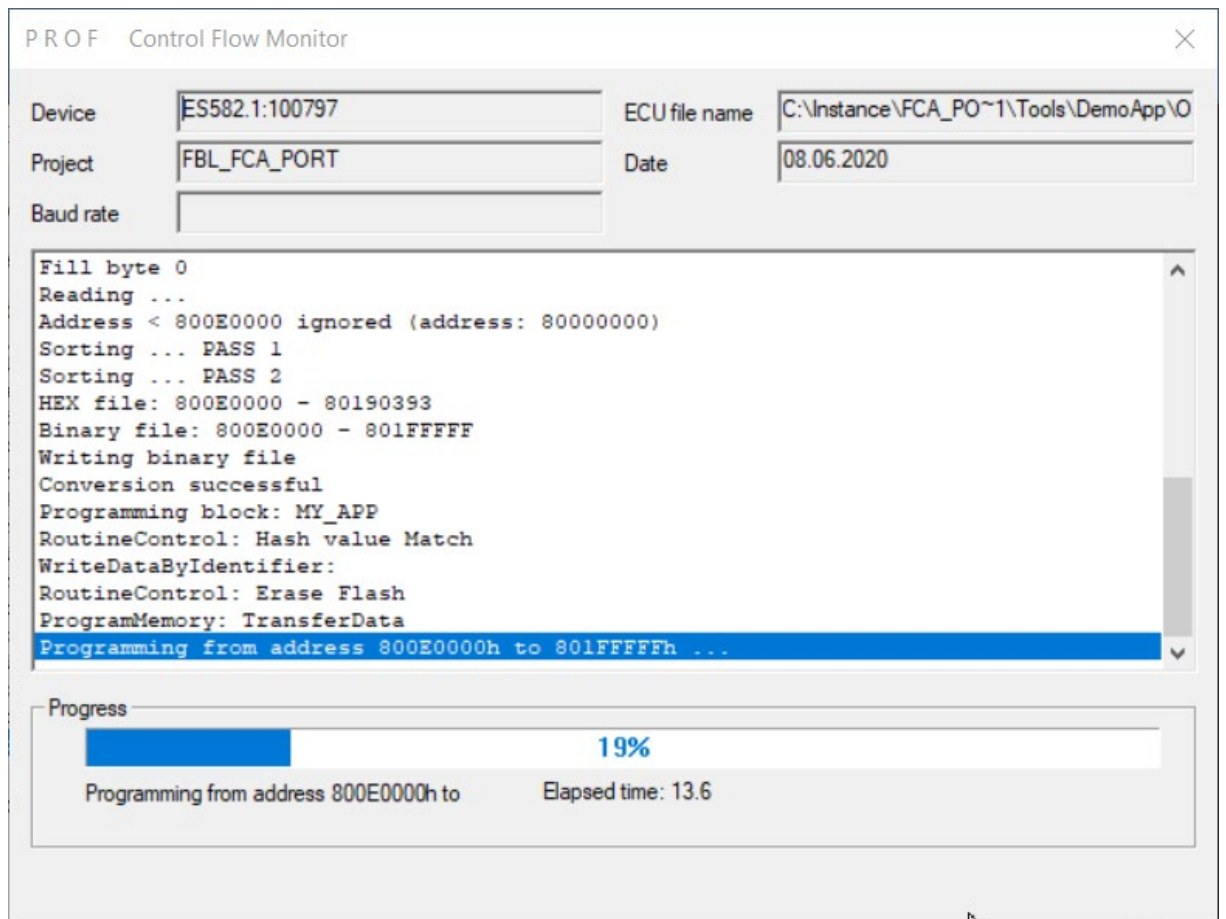 PROF Control Flow Monitor
Device ES582.1:100797 ECU file name C:\Instance\FCA_PO~1\Tools\DemoApp\O
Project FBL_FCA_PORT Date 08.06.2020
Baud rate
Fill byte 0
Reading ...
Address < 800E0000 ignored (address: 80000000)
Sorting ... PASS 1
Sorting ... PASS 2
HEX file: 800E0000 - 80190393
Binary file: 800E0000 - 801FFFFF
Writing binary file
Conversion successful
Programming block: MY_APP
RoutineControl: Hash value Match
WriteDataByIdentifier:
RoutineControl: Erase Flash
ProgramMemory: TransferData
Programming from address 800E0000h to 801FFFFFh ...
Progress
19%
Programming from address 800E0000h to Elapsed time: 13.6